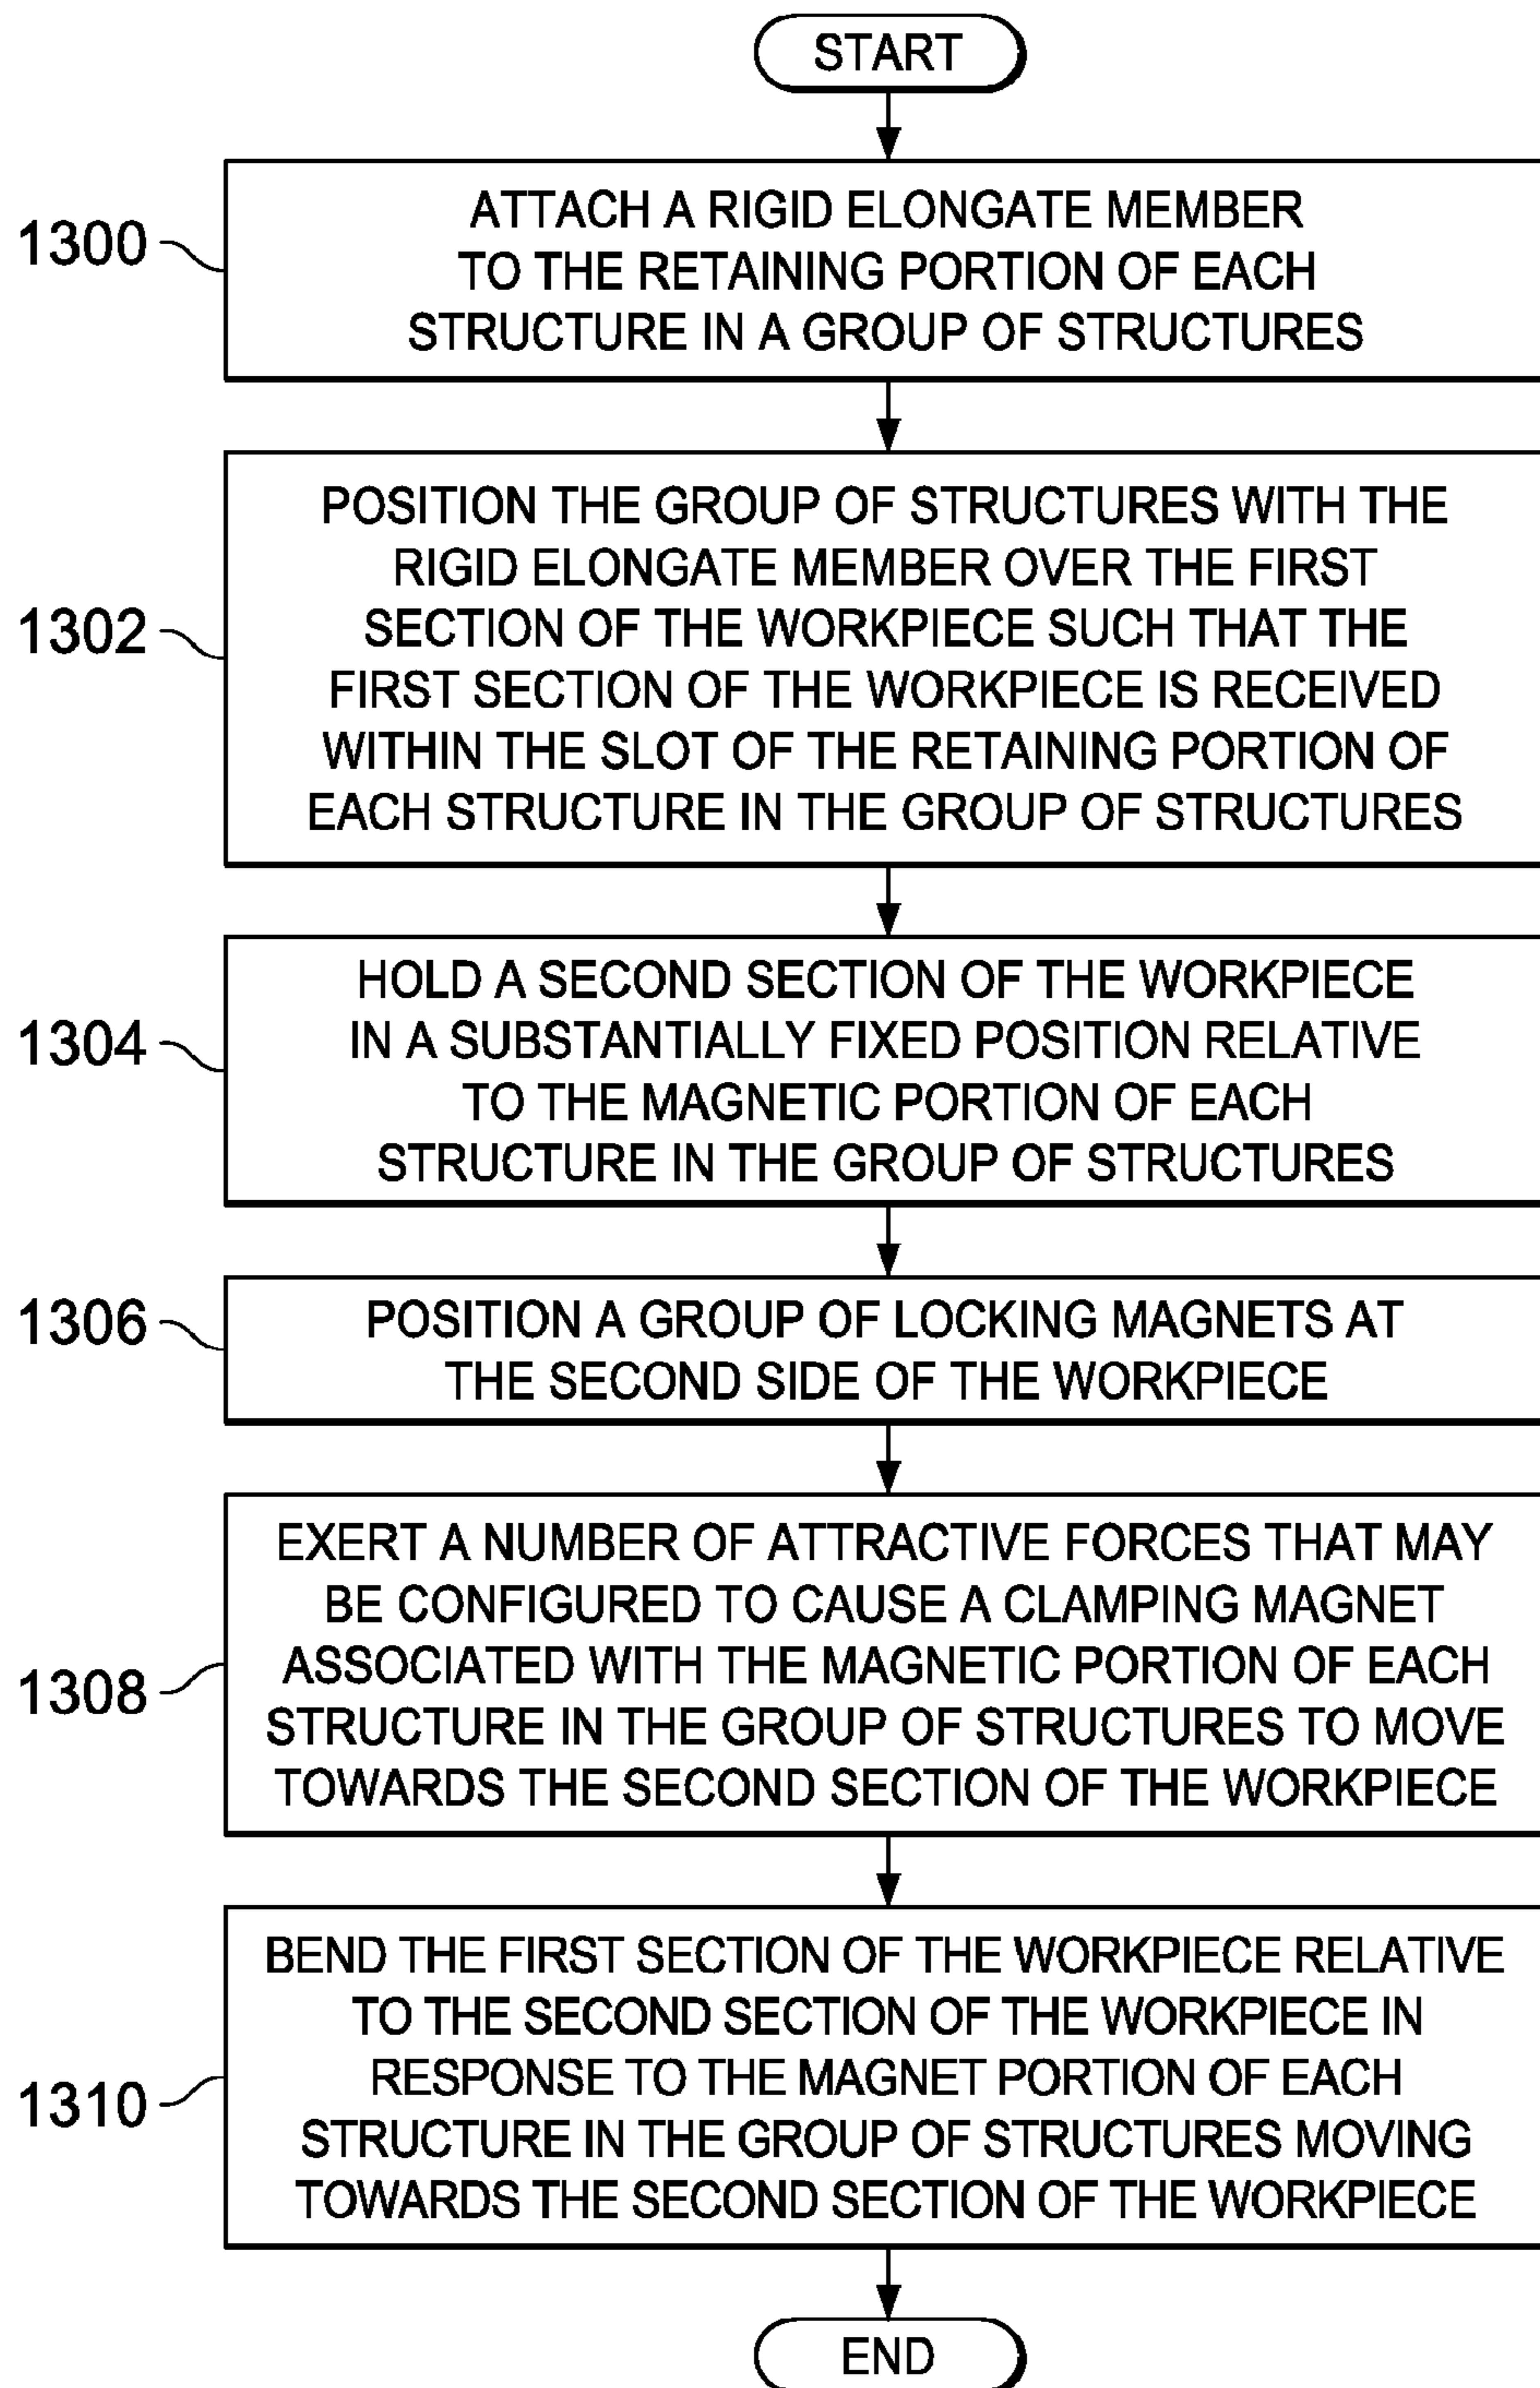 START
1300
ATTACH A RIGID ELONGATE MEMBER
TO THE RETAINING PORTION OF EACH
STRUCTURE IN A GROUP OF STRUCTURES
1302
POSITION THE GROUP OF STRUCTURES WITH THE
RIGID ELONGATE MEMBER OVER THE FIRST
SECTION OF THE WORKPIECE SUCH THAT THE
FIRST SECTION OF THE WORKPIECE IS RECEIVED
WITHIN THE SLOT OF THE RETAINING PORTION OF
EACH STRUCTURE IN THE GROUP OF STRUCTURES
1304
HOLD A SECOND SECTION OF THE WORKPIECE
IN A SUBSTANTIALLY FIXED POSITION RELATIVE
TO THE MAGNETIC PORTION OF EACH
STRUCTURE IN THE GROUP OF STRUCTURES
1306
POSITION A GROUP OF LOCKING MAGNETS AT
THE SECOND SIDE OF THE WORKPIECE
1308
EXERT A NUMBER OF ATTRACTIVE FORCES THAT MAY
BE CONFIGURED TO CAUSE A CLAMPING MAGNET
ASSOCIATED WITH THE MAGNETIC PORTION OF EACH
STRUCTURE IN THE GROUP OF STRUCTURES TO MOVE
TOWARDS THE SECOND SECTION OF THE WORKPIECE
1310
BEND THE FIRST SECTION OF THE WORKPIECE RELATIVE
TO THE SECOND SECTION OF THE WORKPIECE IN
RESPONSE TO THE MAGNET PORTION OF EACH
STRUCTURE IN THE GROUP OF STRUCTURES MOVING
TOWARDS THE SECOND SECTION OF THE WORKPIECE
END